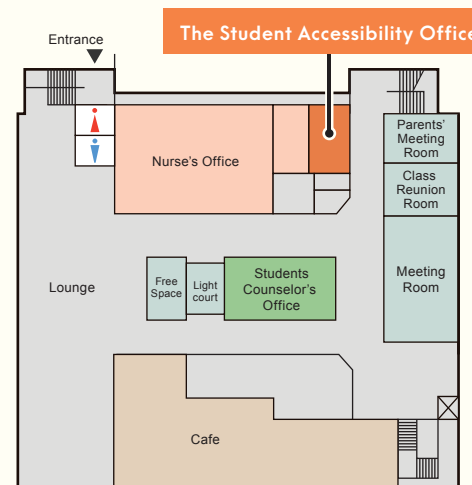 The Student Accessibility Office
Entrance
Nurse's Office
Parents'
Meeting
Room
Class
Reunion
Room
Meeting
Room
Lounge
Free
Space
Light
court
Students
Counselor's
Office
Cafe